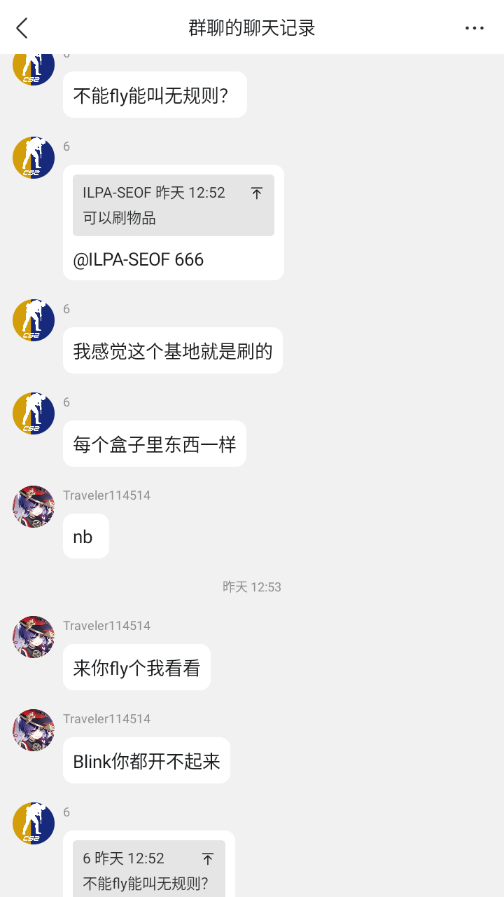 群聊的聊天记录
6
不能fly能叫无规则？
6
ILPA-SEOF 昨天 12:52
可以刷物品
@ILPA-SEOF 666
6
我感觉这个基地就是刷的
6
每个盒子里东西一样
Traveler114514
nb
昨天 12:53
Traveler114514
来你fly个我看看
Traveler114514
Blink你都开不起来
6
6 昨天 12:52
不能fly能叫无规则？